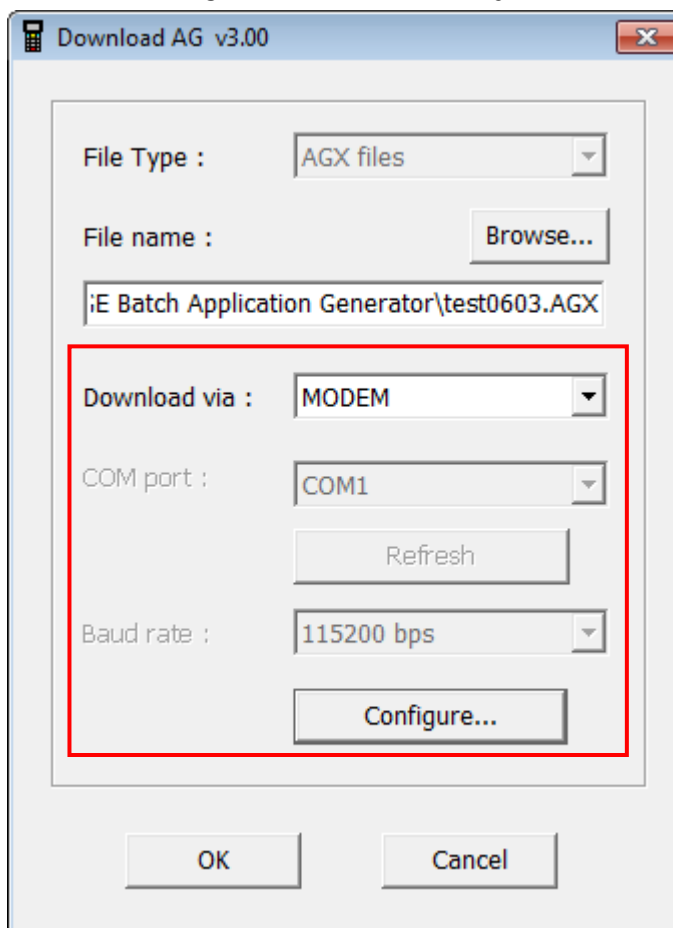 Download AG v3.00
File Type : AGX files
File name : Browse...
E Batch Application Generator\test0603.AGX
Download via : MODEM
COM port : COM1
Refresh
Baud rate : 115200 bps
Configure...
OK Cancel